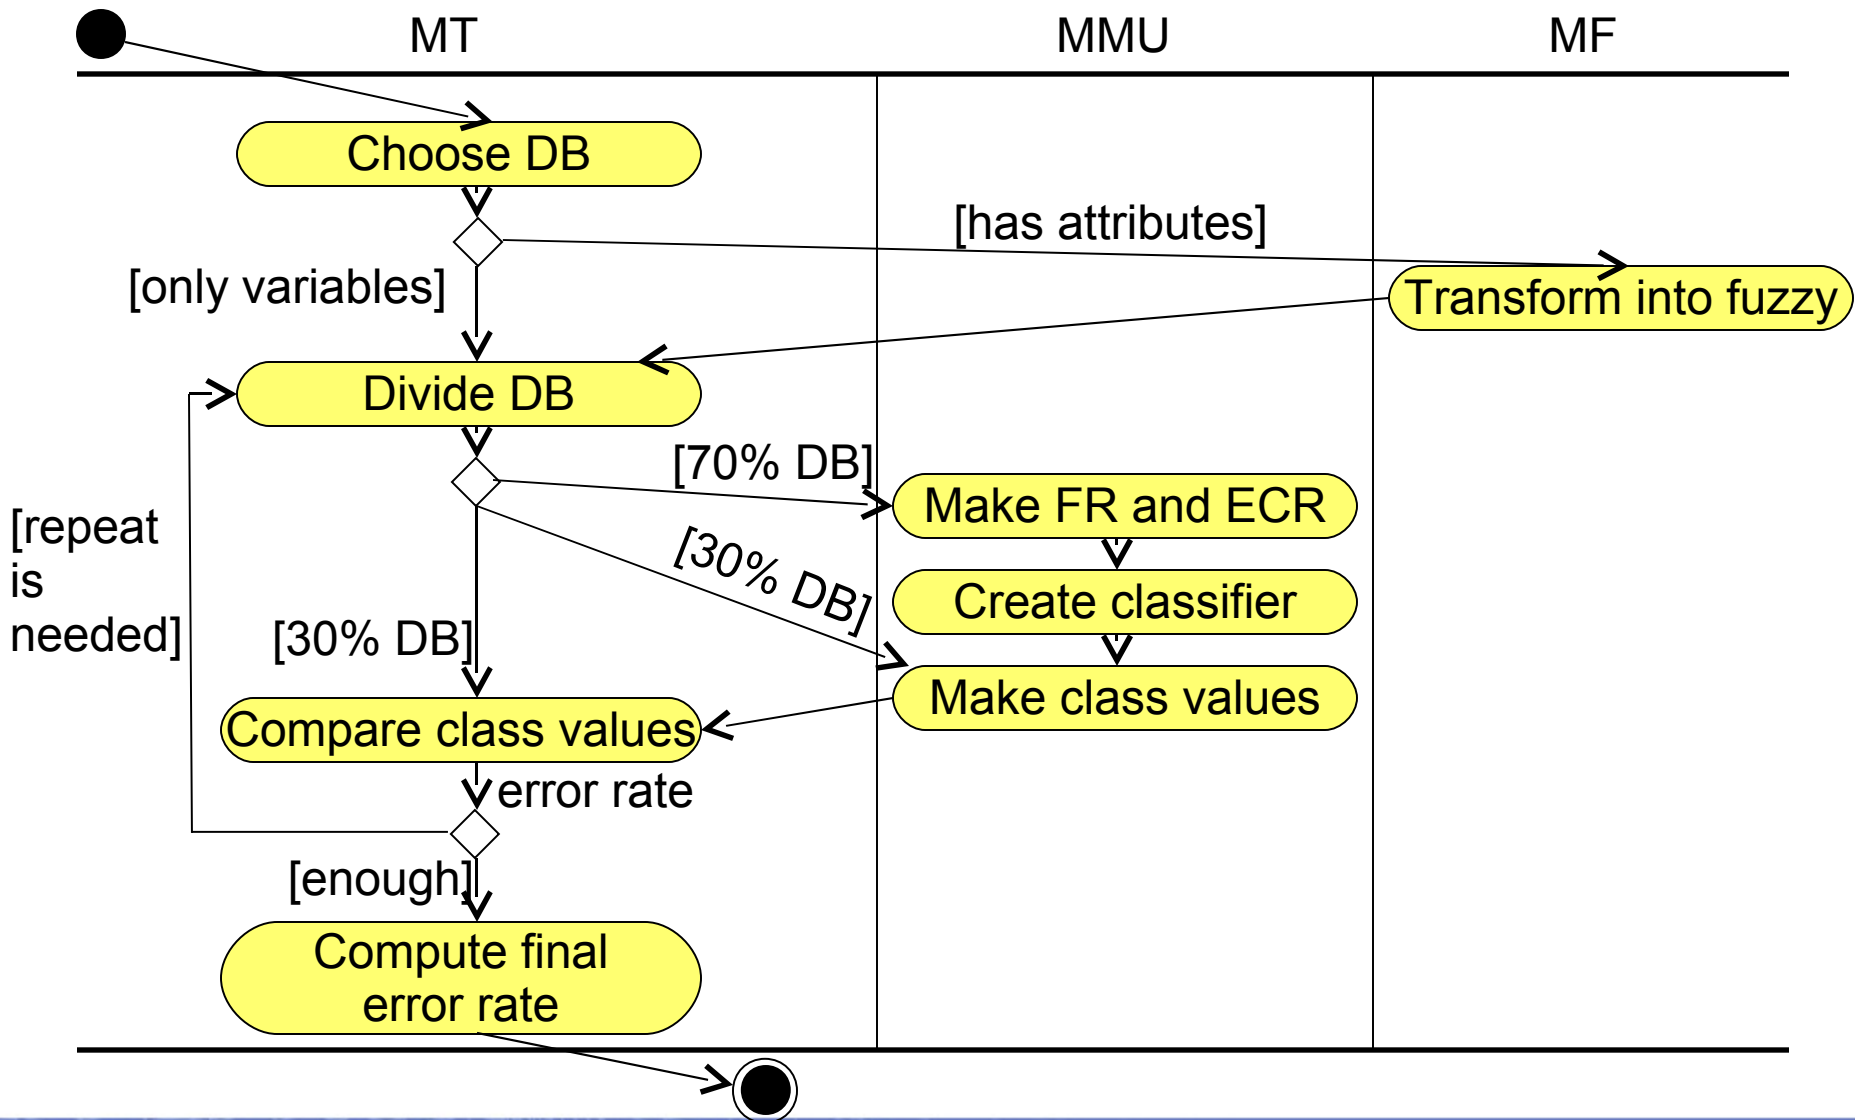 MT
MMU
MF
Choose DB
[has attributes]
[only variables]
Transform into fuzzy
Divide DB
[70% DB]
Make FR and ECR
[repeat
is
needed]
[30% DB]
Create classifier
[30% DB]
Make class values
Compare class values
error rate
[enough]
Compute final
error rate